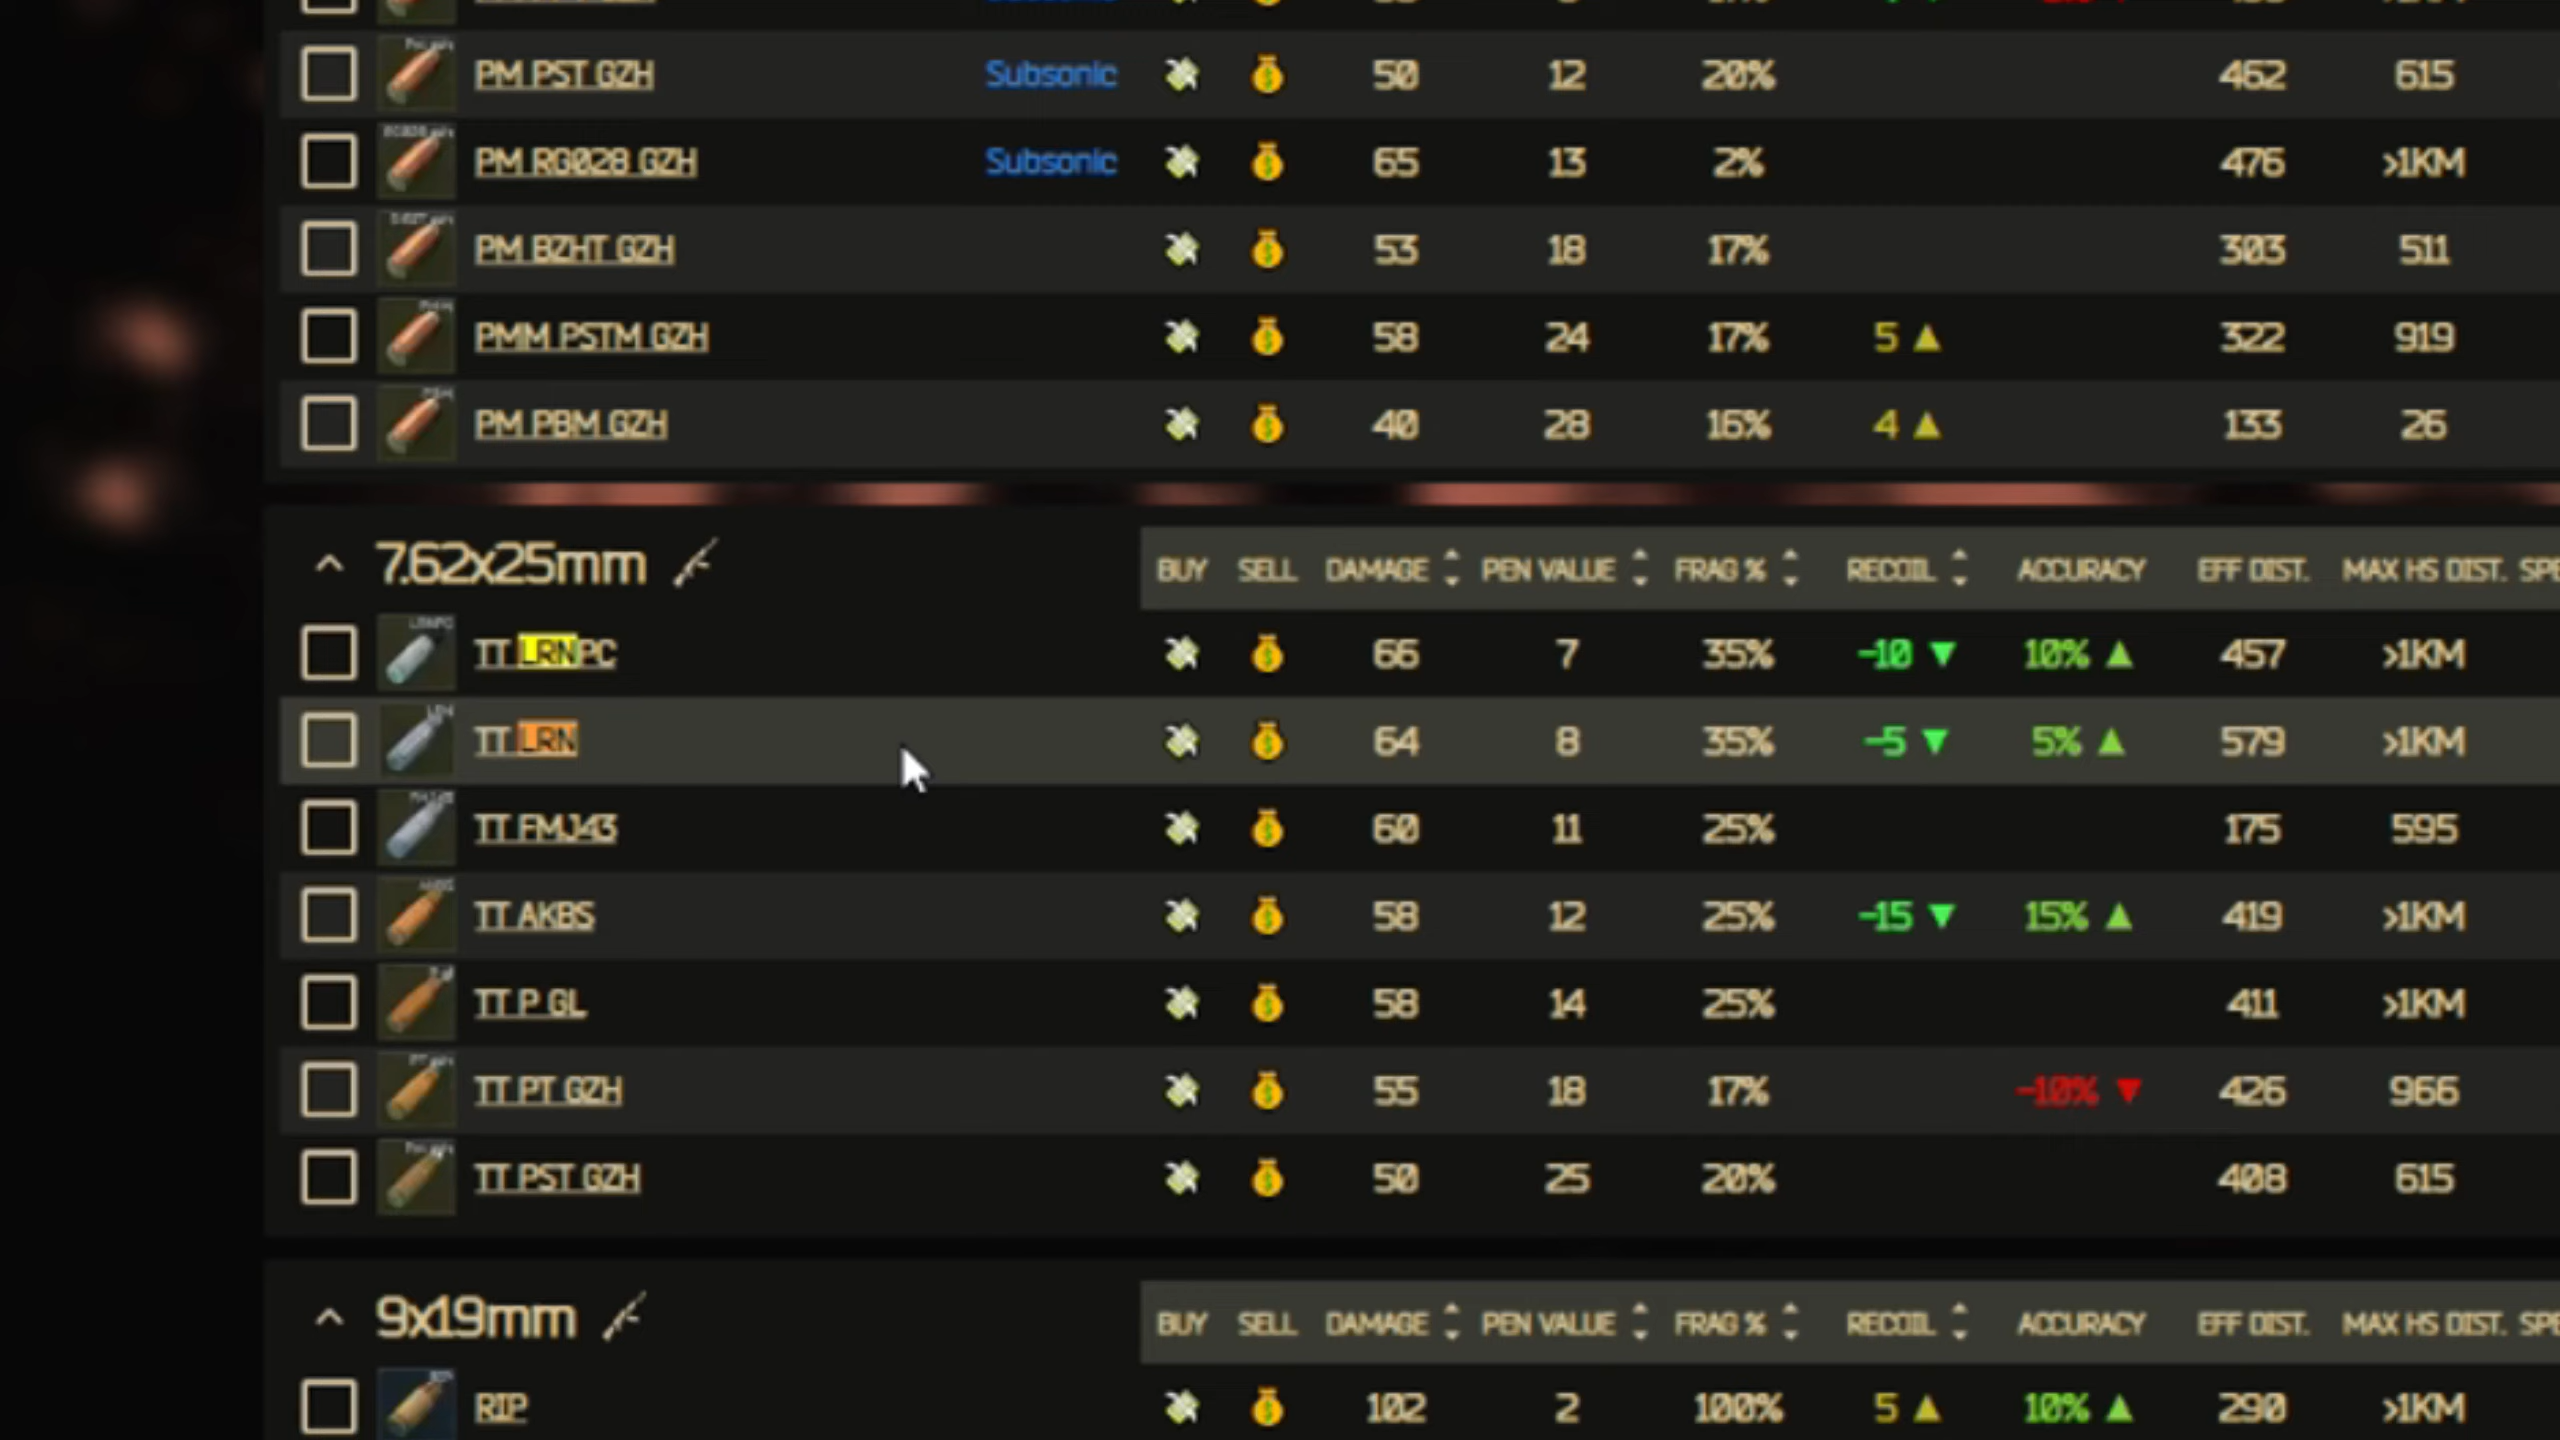 PM PST GZH Subsonic 50 12 20% 462 615
PM RG028 GZH Subsonic 65 13 2% 476 >1KM
PM BZHT GZH 53 18 17% 303 511
PMM PSTM GZH 58 24 17% 5 322 919
PM PBM GZH 40 28 16% 4 133 26
7.62x25mm BUY SELL DAMAGE PEN VALUE FRAG % RECOIL ACCURACY EFF DIST. MAX HS DIST. SPE
TT LRNPC 66 7 35% -10 10% 457 >1KM
TT LRN 64 8 35% -5 5% 579 >1KM
TT FMJ43 60 11 25% 175 595
TT AKBS 58 12 25% -15 15% 419 >1KM
TT P GL 58 14 25% 411 >1KM
TT PT GZH 55 18 17% -10% 426 966
TT PST GZH 50 25 20% 408 615
9x19mm BUY SELL DAMAGE PEN VALUE FRAG % RECOIL ACCURACY EFF DIST. MAX HS DIST. SPE
RIP 102 2 100% 5 10% 290 >1KM